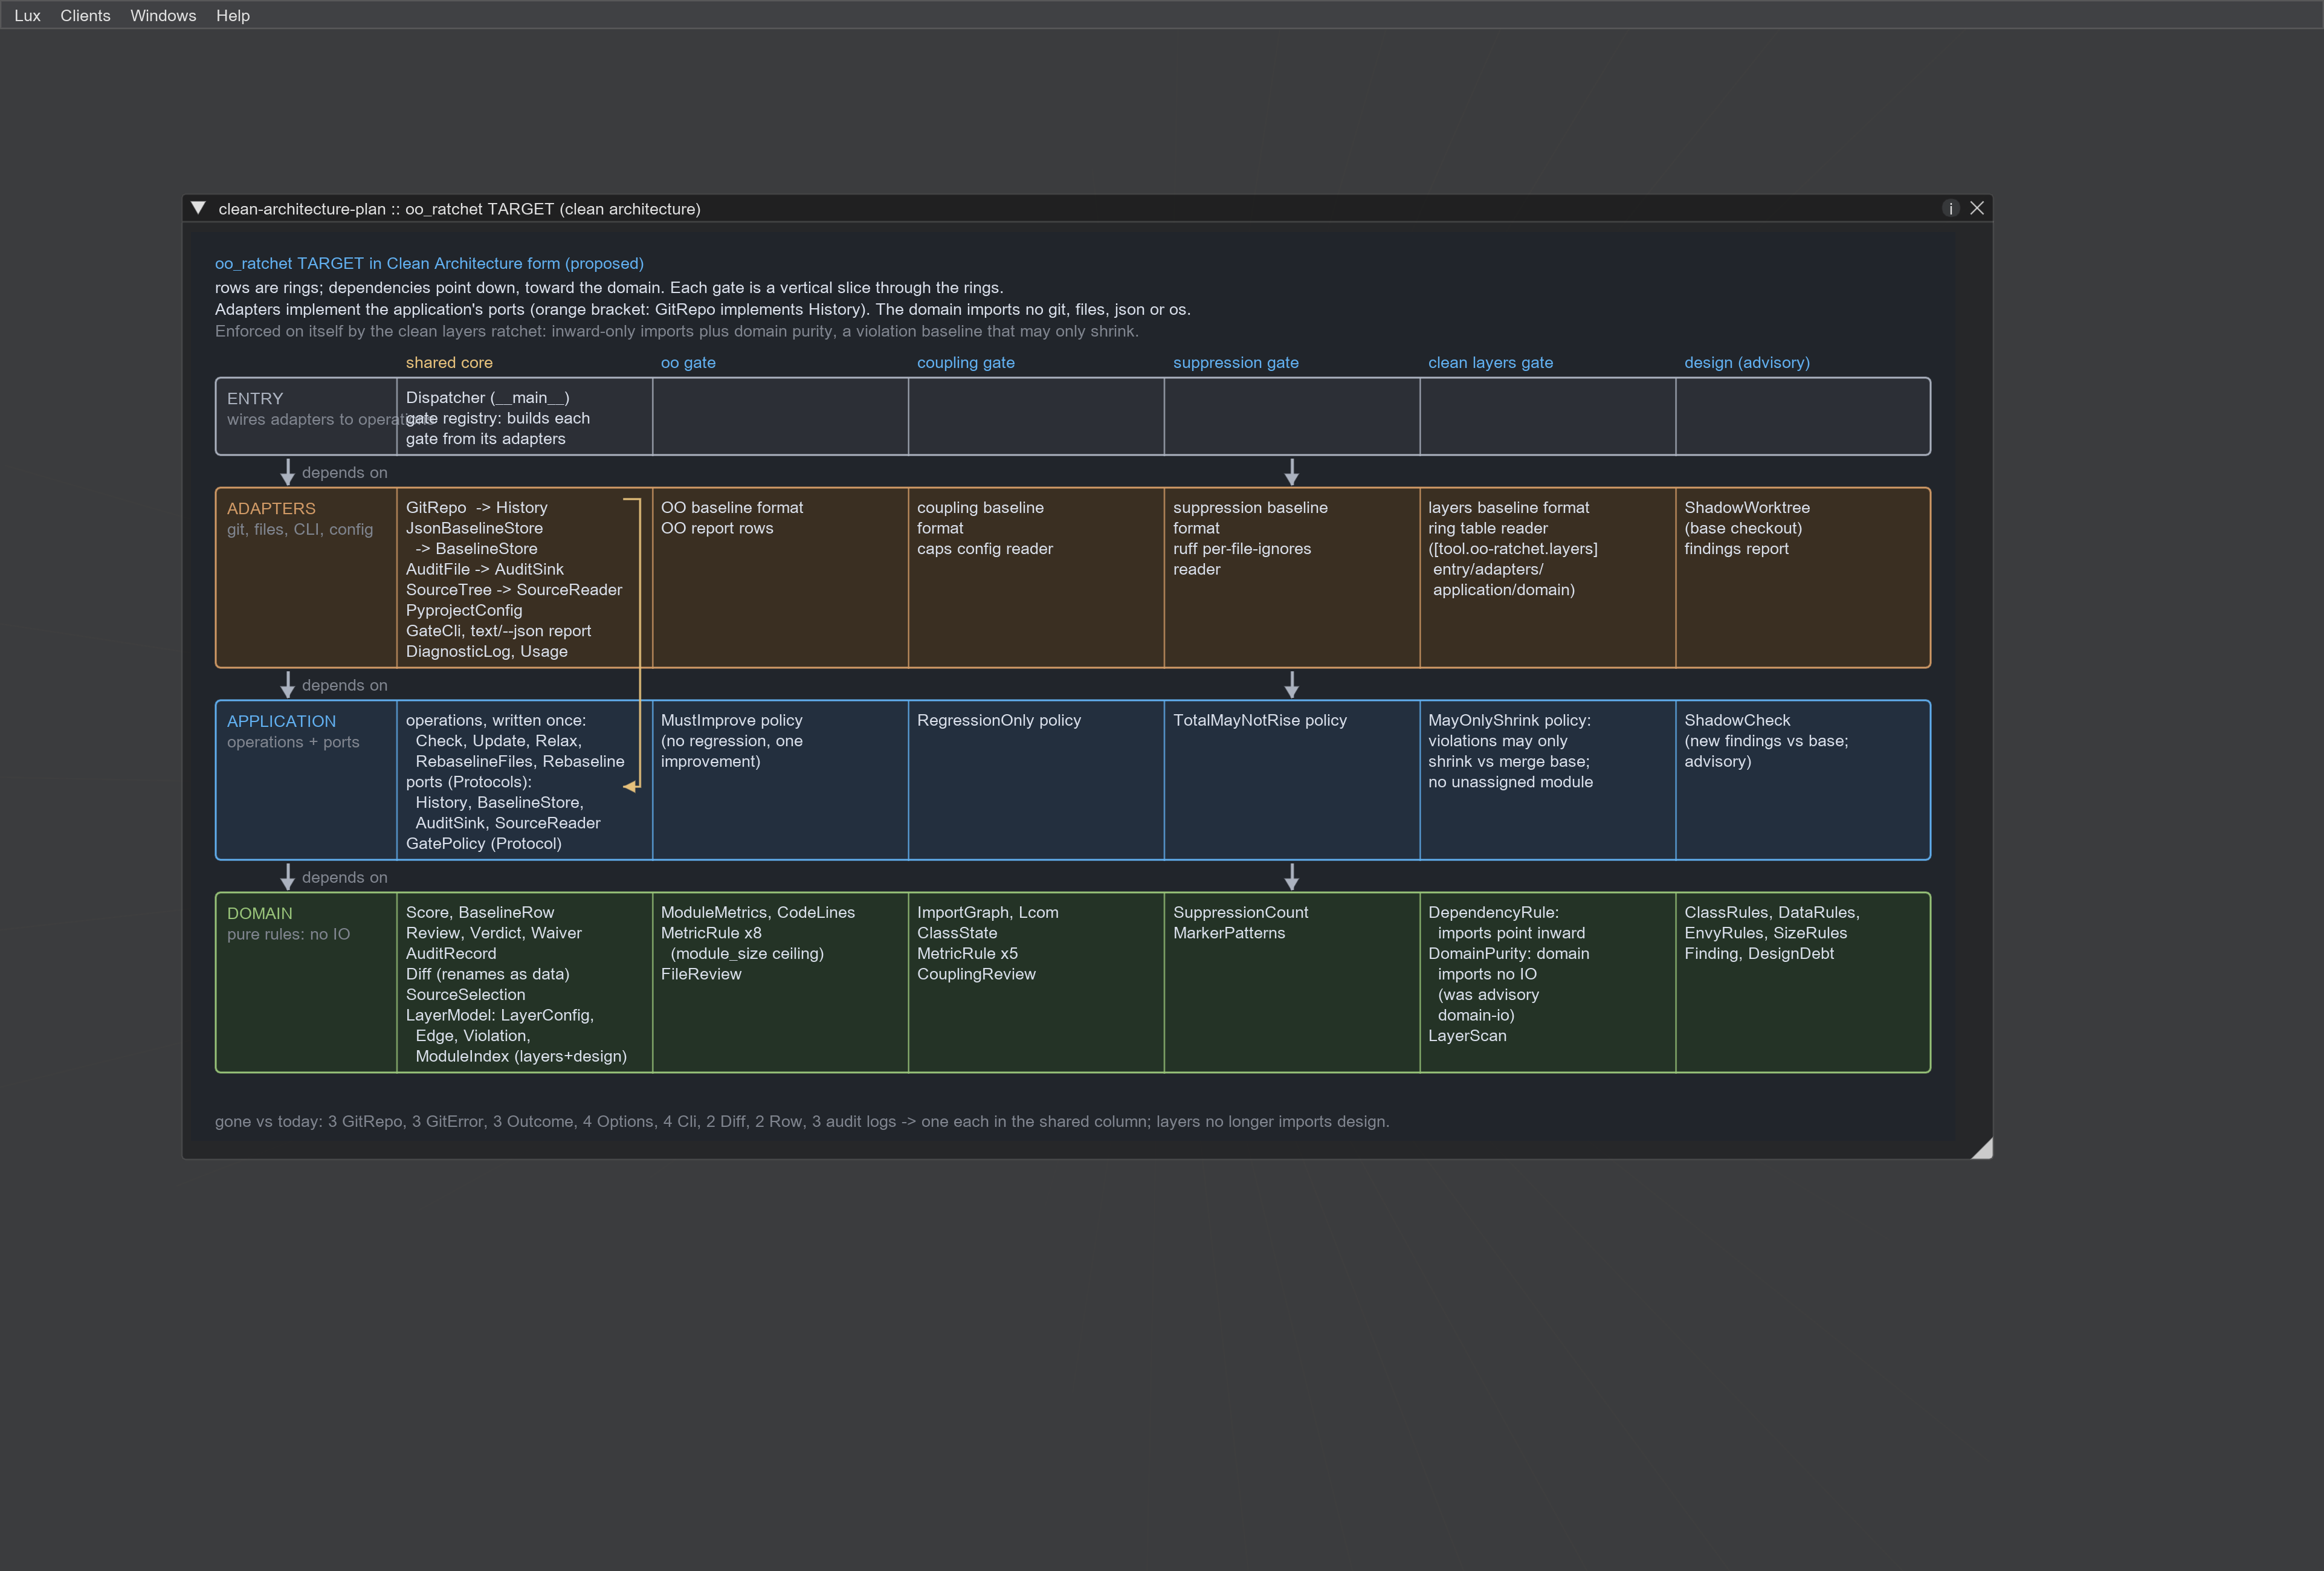 Lux Clients Windows Help
clean-architecture-plan :: oo_ratchet TARGET (clean architecture)
i
oo_ratchet TARGET in Clean Architecture form (proposed)
rows are rings; dependencies point down, toward the domain. Each gate is a vertical slice through the rings.
Adapters implement the application's ports (orange bracket: GitRepo implements History). The domain imports no git, files, json or os.
Enforced on itself by the clean layers ratchet: inward-only imports plus domain purity, a violation baseline that may only shrink.
shared core
oo gate
coupling gate
suppression gate
clean layers gate
design (advisory)
ENTRY
wires adapters to operations
Dispatcher (__main__)
gate registry: builds each
gate from its adapters
depends on
ADAPTERS
git, files, CLI, config
GitRepo  -> History
JsonBaselineStore
-> BaselineStore
AuditFile -> AuditSink
SourceTree -> SourceReader
PyprojectConfig
GateCli, text/--json report
DiagnosticLog, Usage
OO baseline format
OO report rows
coupling baseline
format
caps config reader
suppression baseline
format
ruff per-file-ignores
reader
layers baseline format
ring table reader
([tool.oo-ratchet.layers]
entry/adapters/
application/domain)
ShadowWorktree
(base checkout)
findings report
depends on
APPLICATION
operations + ports
operations, written once:
Check, Update, Relax,
RebaselineFiles, Rebaseline
ports (Protocols):
History, BaselineStore,
AuditSink, SourceReader
GatePolicy (Protocol)
MustImprove policy
(no regression, one
improvement)
RegressionOnly policy
TotalMayNotRise policy
MayOnlyShrink policy:
violations may only
shrink vs merge base;
no unassigned module
ShadowCheck
(new findings vs base;
advisory)
depends on
DOMAIN
pure rules: no IO
Score, BaselineRow
Review, Verdict, Waiver
AuditRecord
Diff (renames as data)
SourceSelection
LayerModel: LayerConfig,
Edge, Violation,
ModuleIndex (layers+design)
ModuleMetrics, CodeLines
MetricRule x8
(module_size ceiling)
FileReview
ImportGraph, Lcom
ClassState
MetricRule x5
CouplingReview
SuppressionCount
MarkerPatterns
DependencyRule:
imports point inward
DomainPurity: domain
imports no IO
(was advisory
domain-io)
LayerScan
ClassRules, DataRules,
EnvyRules, SizeRules
Finding, DesignDebt
gone vs today: 3 GitRepo, 3 GitError, 3 Outcome, 4 Options, 4 Cli, 2 Diff, 2 Row, 3 audit logs -> one each in the shared column; layers no longer imports design.